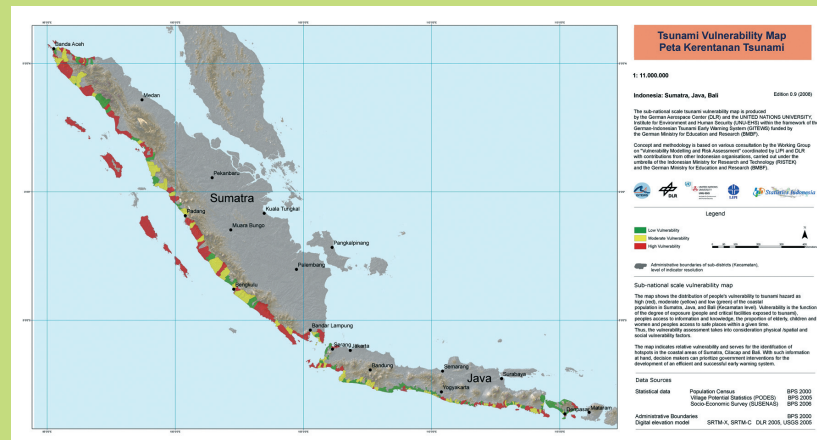 Tsunami Vulnerability Map
Peta Kerentanan Tsunami
1: 11,000.000
Indonesia: Sumatra, Java, Bali
Edition 0.9 (2008)
The sub-national scale tsunami vulnerability map is produced
by the German Aerospace Center (DLR) and the UNITED NATIONS UNIVERSITY,
Institute for Environment and Human Security (UNU-EHS) within the framework of the
German-Indonesian Tsunami Early Warning System (GITEWS) funded by
the German Ministry for Education and Research (BMBF).
Concept and methodology is based on various consultation by the Working Group
on "Vulnerability Modelling and Risk Assessment" coordinated by LIPI and DLR
with contributions from other Indonesian organisations, carried out under the
umbrella of the Indonesian Ministry for Research and Technology (RISTEK)
and the German Ministry for Education and Research (BMBF).
DLR
LIPI
Statistics Indonesia
Legend
Low Vulnerability
Moderate Vulnerability
High Vulnerability
Administrative boundaries of sub-districts (Kecamatan),
level of indicator resolution
Sub-national scale vulnerability map
The map shows the distribution of people's vulnerability to tsunami hazard as
high (red), moderate (yellow) and low (green) of the coastal
population in Sumatra, Java, and Bali (Kecamatan level). Vulnerability is the function
of the degree of exposure (people and critical facilities exposed to tsunami),
peoples access to information and knowledge, the proportion of elderly, children and
women and peoples access to safe places within a given time.
Thus, the vulnerability assessment takes into consideration physical /spatial and
social vulnerability factors.
The map indicates relative vulnerability and serves for the identifiation of
hotspots in the coastal areas of Sumatra, Cilacap and Bali. With such information
at hand, decision makers can prioritize government interventions for the
development of an efficient and successful early warning system.
Data Sources
Statistical data Population Census BPS 2000
Village Potential Statistics (PODES) BPS 2005
Socio-Economic Survey (SUSENAS) BPS 2006
Administrative Boundaries BPS 2000
Digital elevation model SRTM-X, SRTM-C DLR 2005, USGS 2005
Banda Aceh
Medan
Pekanbaru
Sumatra
Kuala Tungkal
Padang
Muara Bungo
Pangkalpinang
Palembang
Bengkulu
Bandar Lampung
Serang
Jakarta
Bandung
Semarang
Java
Surabaya
Yogyakarta
Denpasar
Mataram